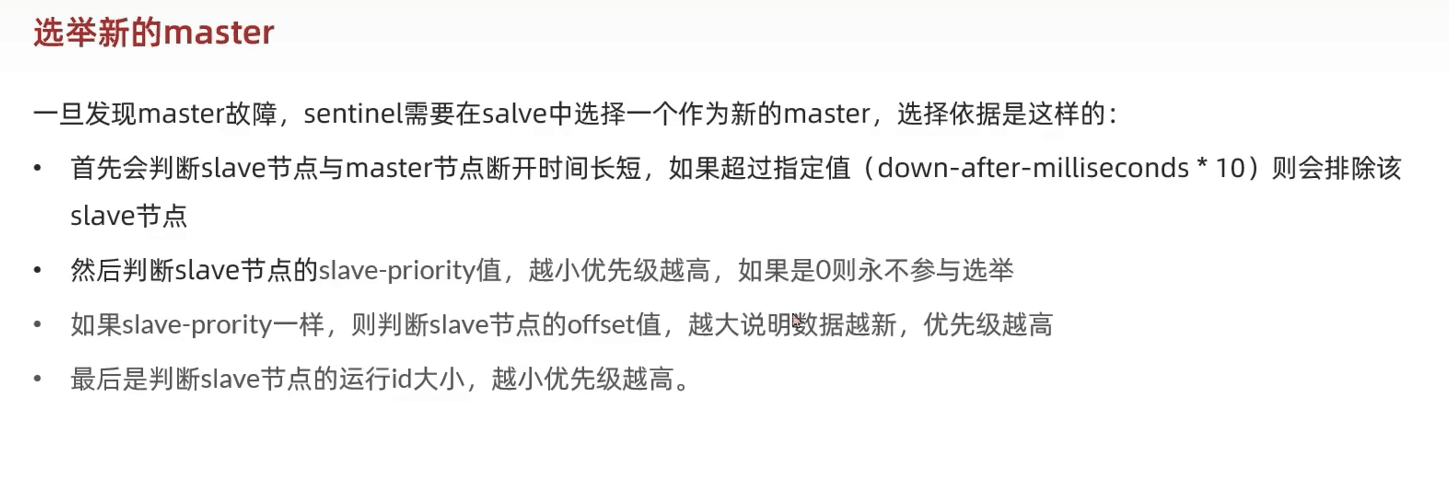 选举新的master
一旦发现master故障，sentinel需要在salve中选择一个作为新的master，选择依据是这样的：
• 首先会判断slave节点与master节点断开时间长短，如果超过指定值（down-after-milliseconds * 10）则会排除该
slave节点
• 然后判断slave节点的slave-priority值，越小优先级越高，如果是0则永不参与选举
• 如果slave-prority一样，则判断slave节点的offset值，越大说明数据越新，优先级越高
• 最后是判断slave节点的运行id大小，越小优先级越高。